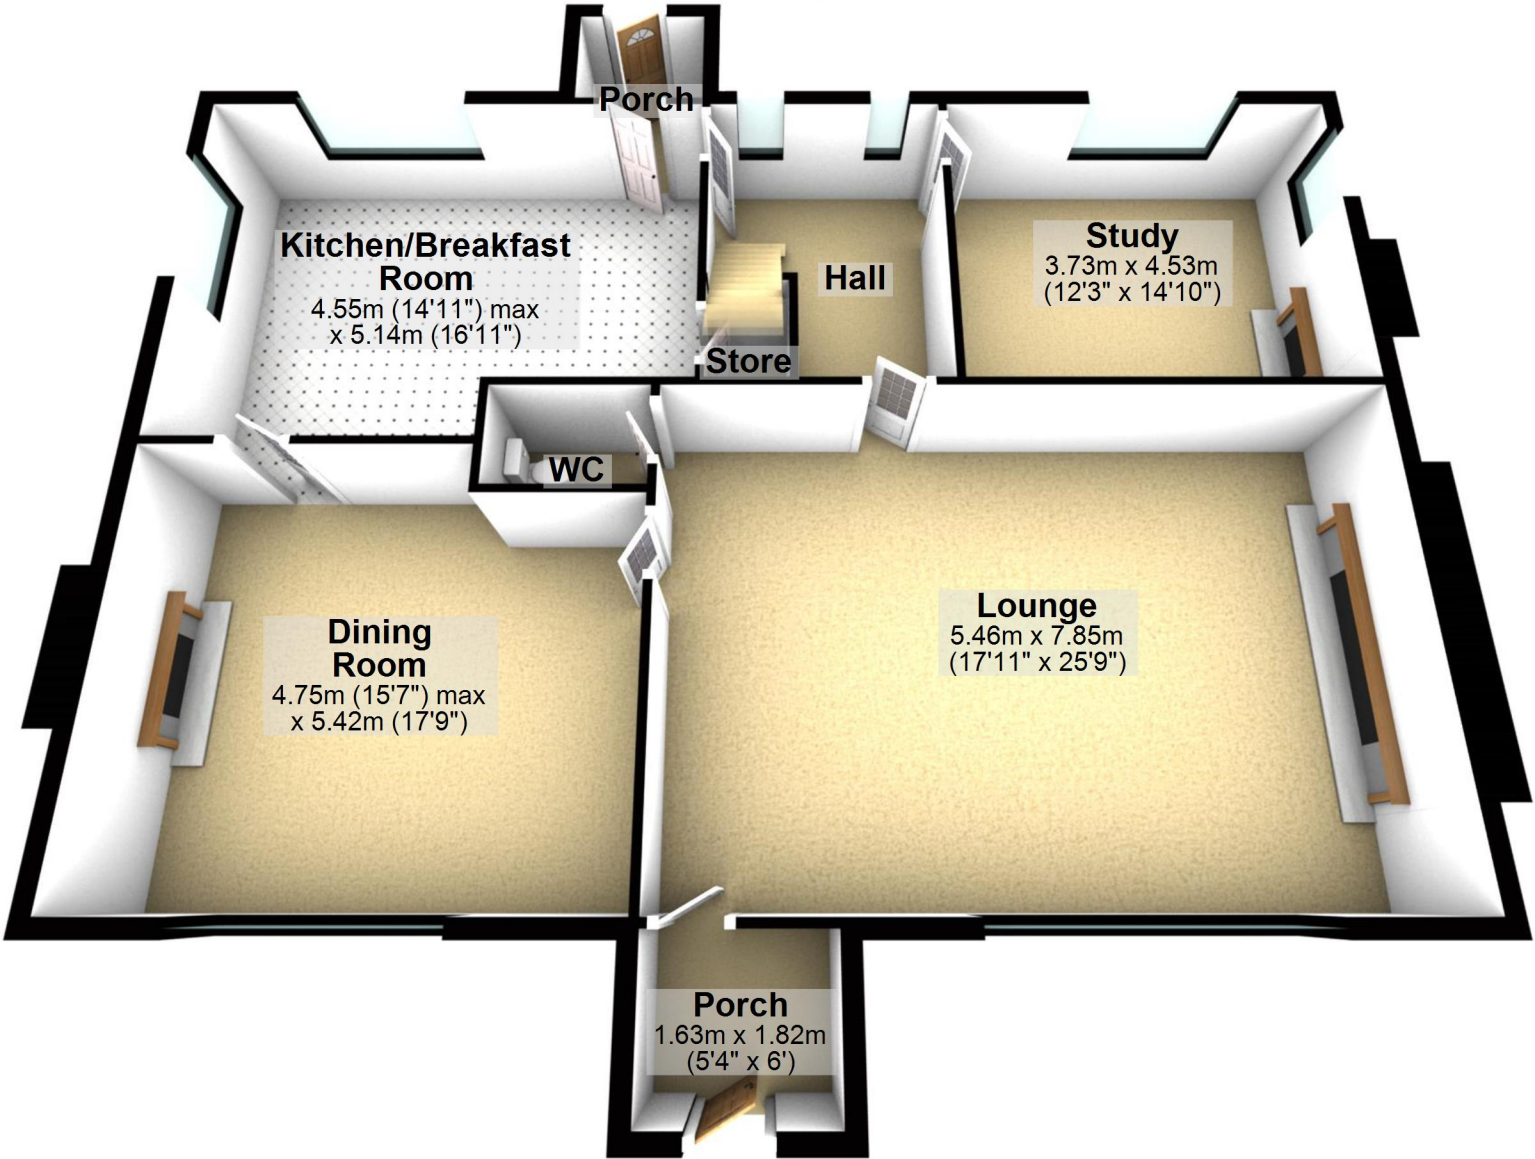 Porch
Kitchen/Breakfast
Room
4.55m (14'11") max
x 5.14m (16'11")
Hall
Study
3.73m x 4.53m
(12'3" x 14'10")
Store
WC
Dining
Room
4.75m (15'7") max
x 5.42m (17'9")
Lounge
5.46m x 7.85m
(17'11" x 25'9")
Porch
1.63m x 1.82m
(5'4" x 6')